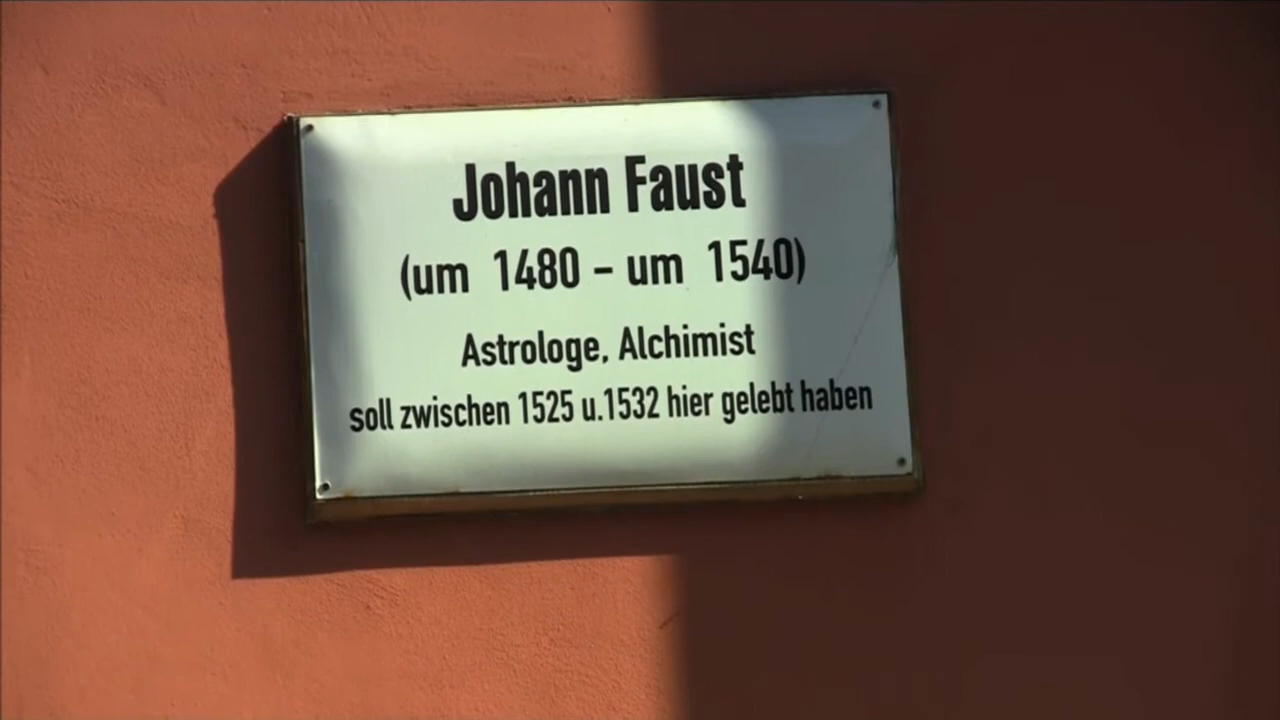 Johann Faust
(um 1480 – um 1540)
Astrologe, Alchimist
soll zwischen 1525 u.1532 hier gelebt haben